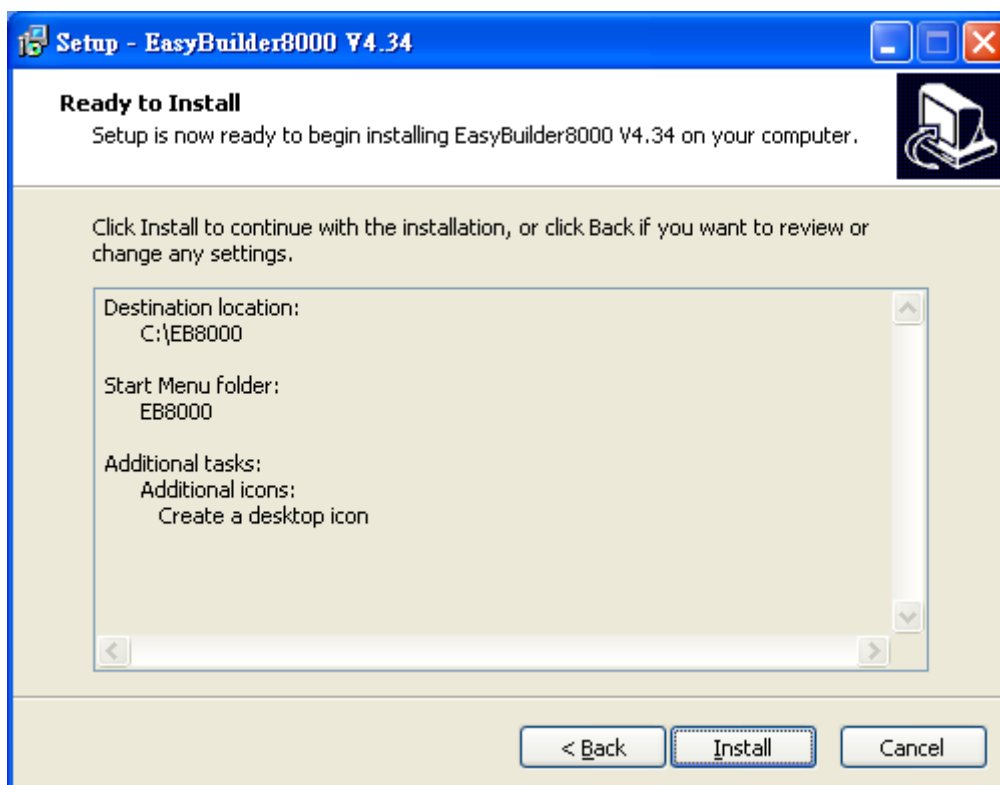 Setup - EasyBuilder8000 V4.34
Ready to Install
Setup is now ready to begin installing EasyBuilder8000 V4.34 on your computer.
Click Install to continue with the installation, or click Back if you want to review or
change any settings.
Destination location:
C:\EB8000
Start Menu folder:
EB8000
Additional tasks:
Additional icons:
Create a desktop icon
< Back
Install
Cancel